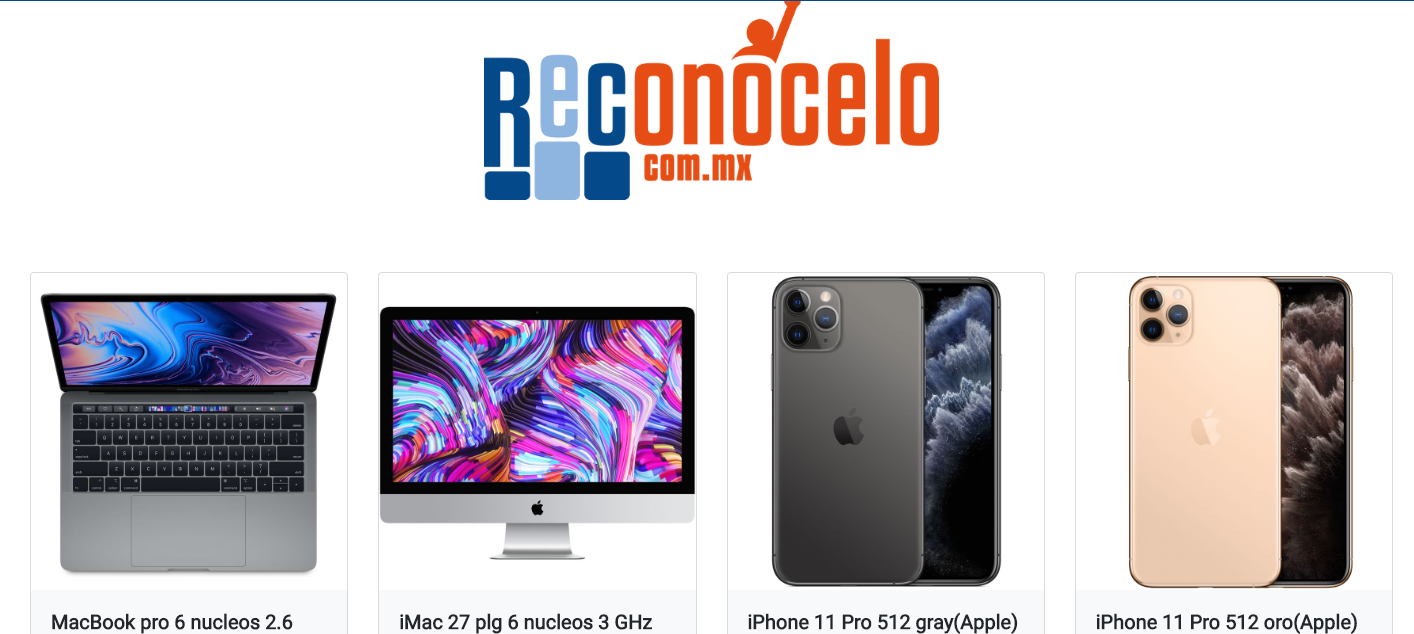 Reconocelo
com.mx
MacBook pro 6 nucleos 2.6
iMac 27 plg 6 nucleos 3 GHz
iPhone 11 Pro 512 gray(Apple)
iPhone 11 Pro 512 oro(Apple)